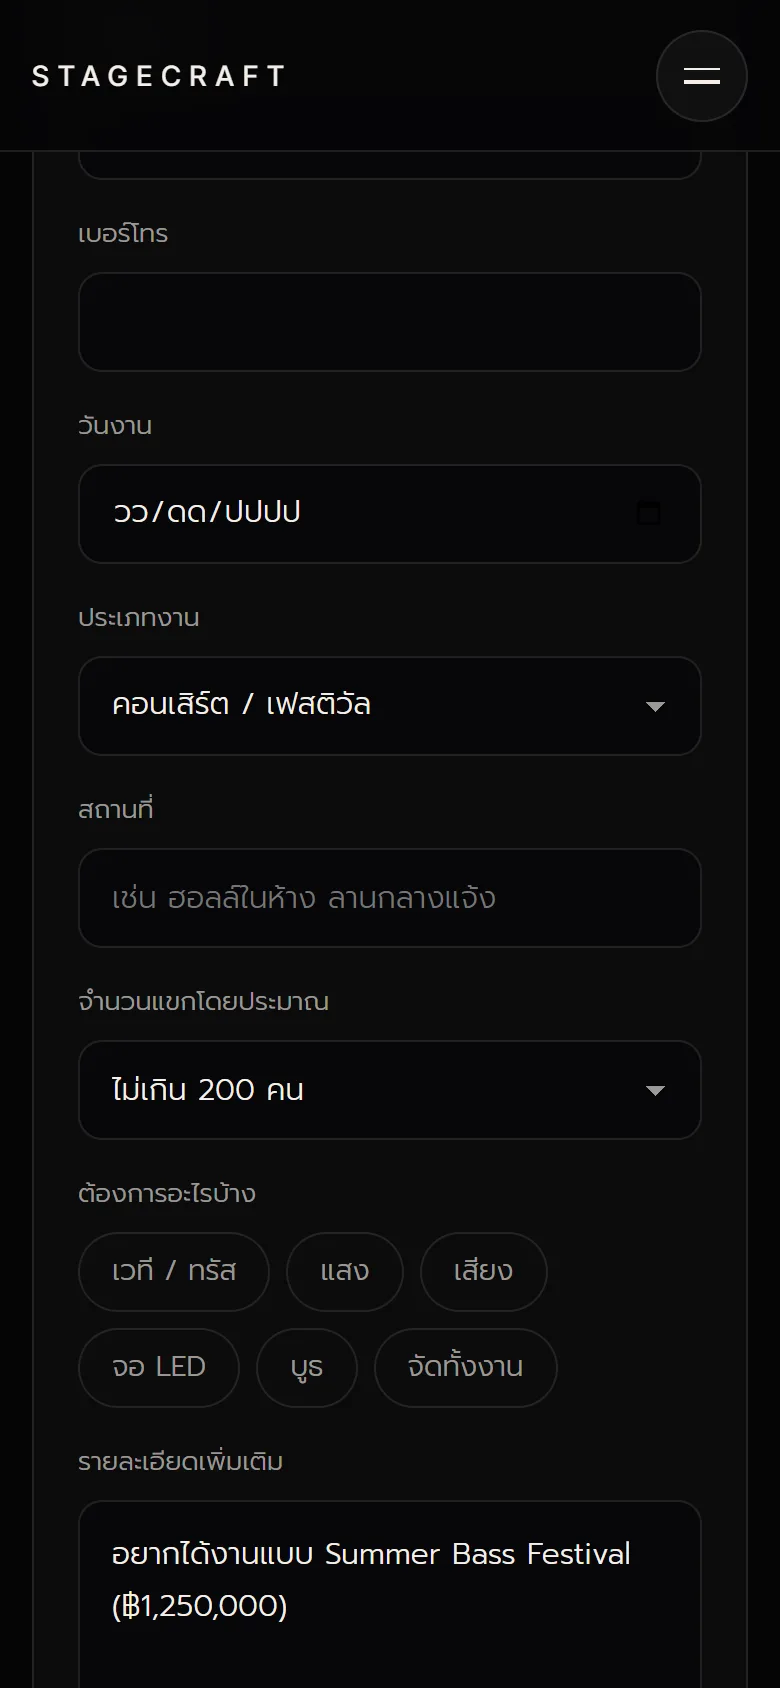 STAGECRAFT
เบอร์โทร
วันงาน
วว/ดด/ปปปป
ประเภทงาน
คอนเสิร์ต / เฟสติวัล
สถานที่
เช่น ฮอลล์ในห้าง ลานกลางแจ้ง
จำนวนแขกโดยประมาณ
ไม่เกิน 200 คน
ต้องการอะไรบ้าง
เวที / ทรัส แสง เสียง
จอ LED บูธ จัดทั้งงาน
รายละเอียดเพิ่มเติม
อยากได้งานแบบ Summer Bass Festival
(฿1,250,000)